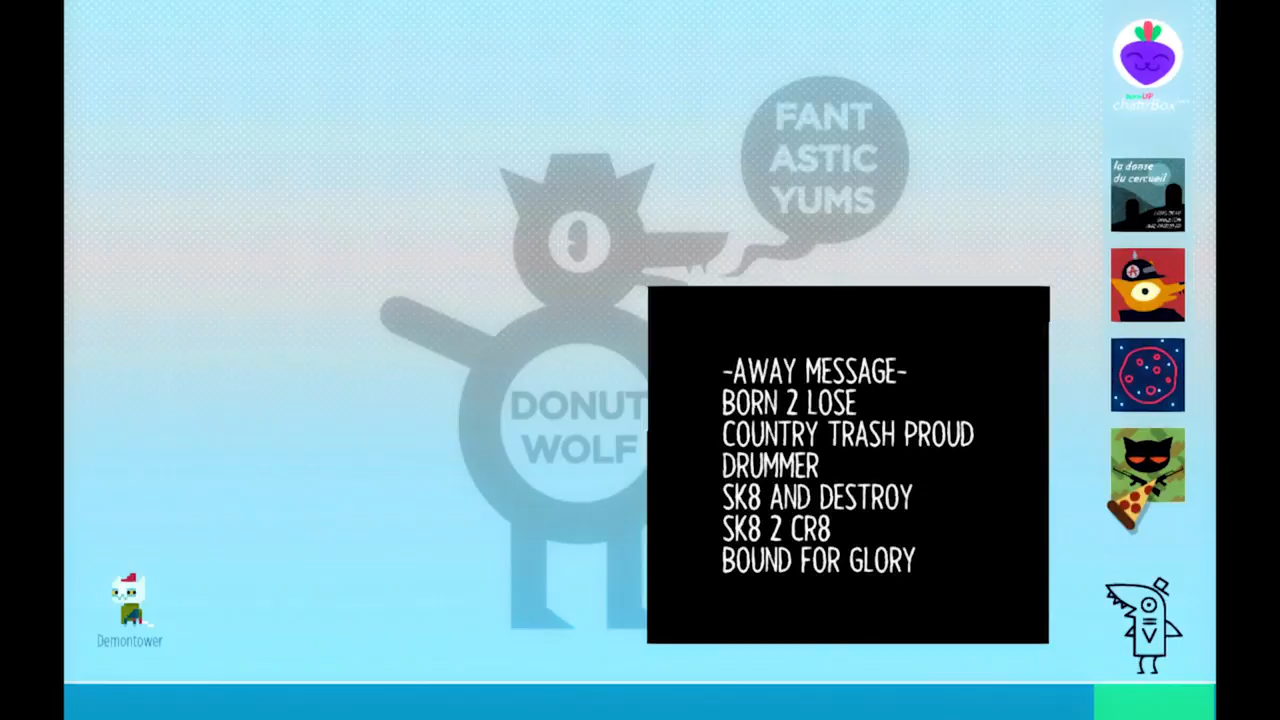 FANT
ASTIC
YUMS
chattrBox
la danse
du cercueil
-AWAY MESSAGE-
BORN 2 LOSE
COUNTRY TRASH PROUD
DRUMMER
SK8 AND DESTROY
SK8 2 CR8
BOUND FOR GLORY
DONUT
WOLF
Demontower